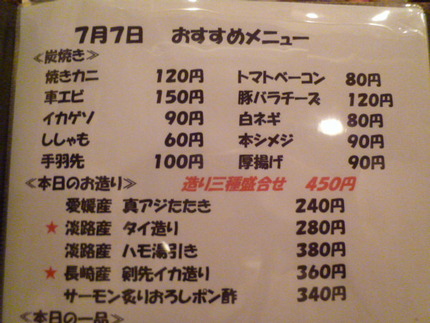 7月7日 おすすめメニュー
≪炭焼き≫
焼きカニ 120円 トマトベーコン 80円
車エビ 150円 豚バラチーズ 120円
イカゲソ 90円 白ネギ 80円
ししゃも 60円 本シメジ 90円
手羽先 100円 厚揚げ 90円
≪本日のお造り≫ 造り三種盛合せ 450円
愛媛産 真アジたたき 240円
★ 淡路産 タイ造り 280円
淡路産 ハモ湯引き 380円
★ 長崎産 剣先イカ造り 360円
サーモン炙りおろしポン酢 340円
≪本日の一品≫